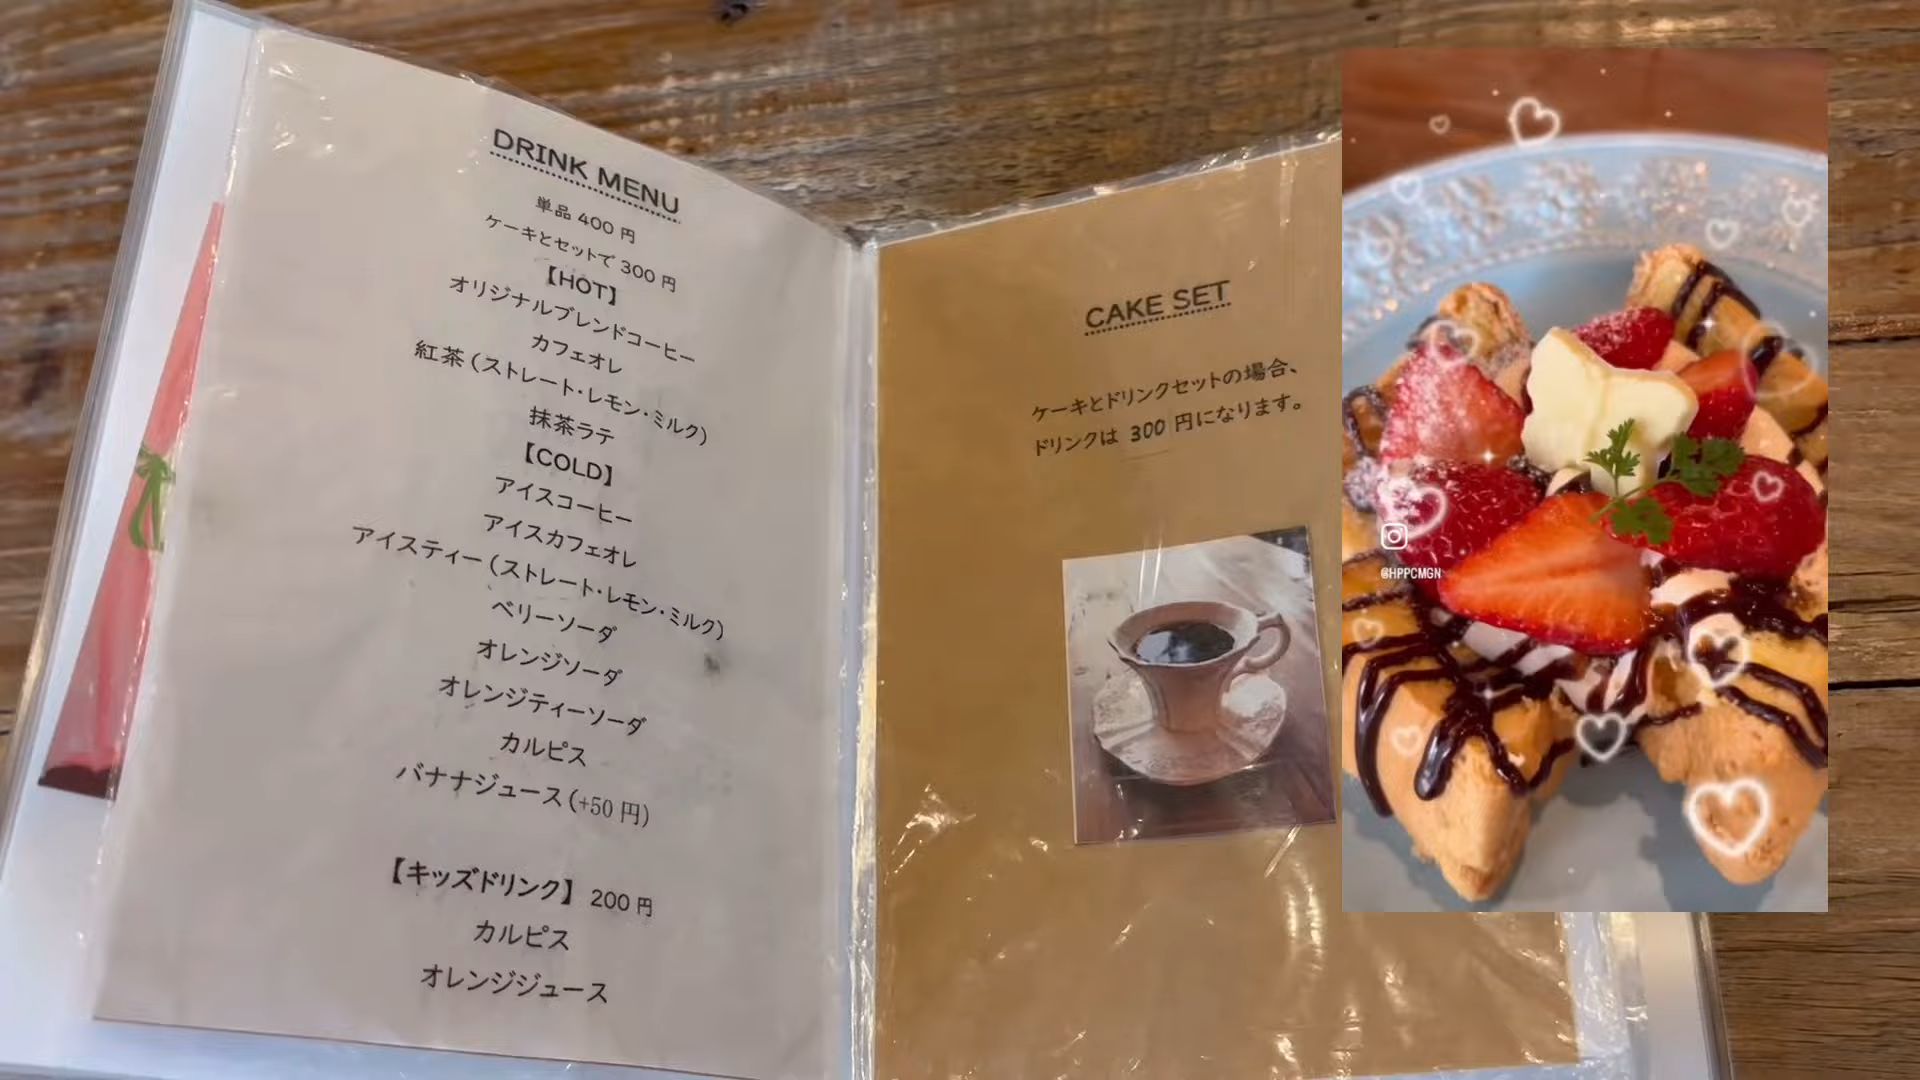 DRINK MENU
単品 400 円
ケーキとセットで 300 円
【HOT】
オリジナルブレンドコーヒー
カフェオレ
紅茶 (ストレート・レモン・ミルク)
抹茶ラテ
【COLD】
アイスコーヒー
アイスカフェオレ
アイスティー (ストレート・レモン・ミルク)
ベリーソーダ
オレンジソーダ
オレンジティーソーダ
カルピス
バナナジュース (+50 円)
【キッズドリンク】 200 円
カルピス
オレンジジュース
CAKE SET
ケーキとドリンクセットの場合、
ドリンクは 300 円になります。
@HPPCMGN